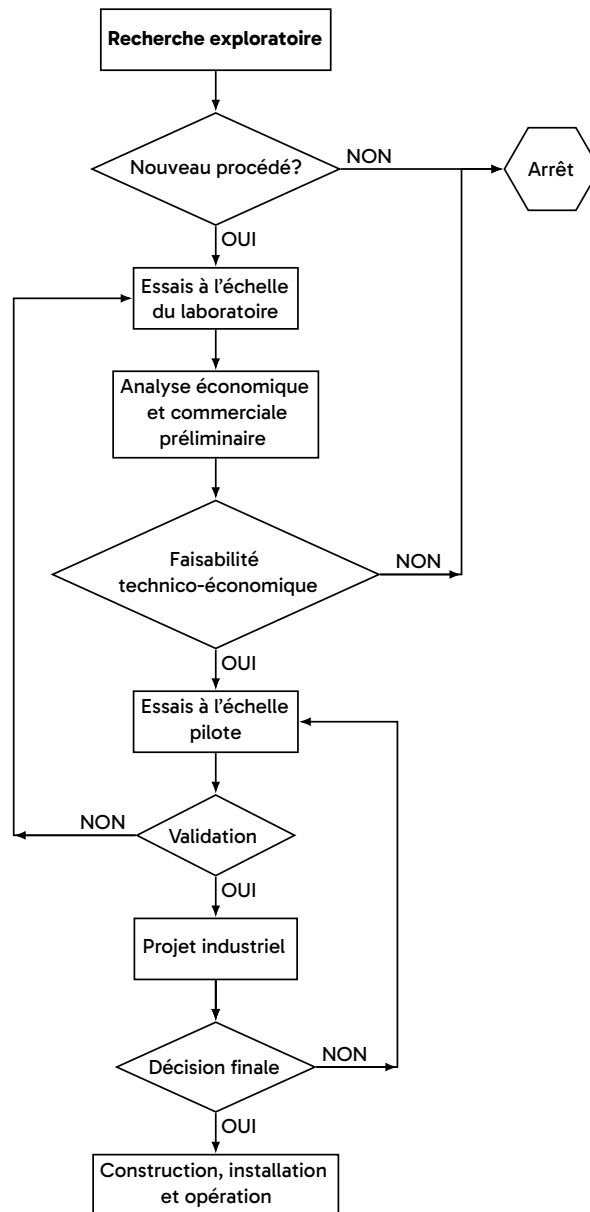 Recherche exploratoire
Nouveau procédé?
NON
Arrêt
OUI
Essais à l'échelle
du laboratoire
Analyse économique
et commerciale
préliminaire
Faisabilité
technico-économique
NON
OUI
Essais à l'échelle
pilote
NON
Validation
OUI
Projet industriel
Décision finale
NON
OUI
Construction, installation
et opération